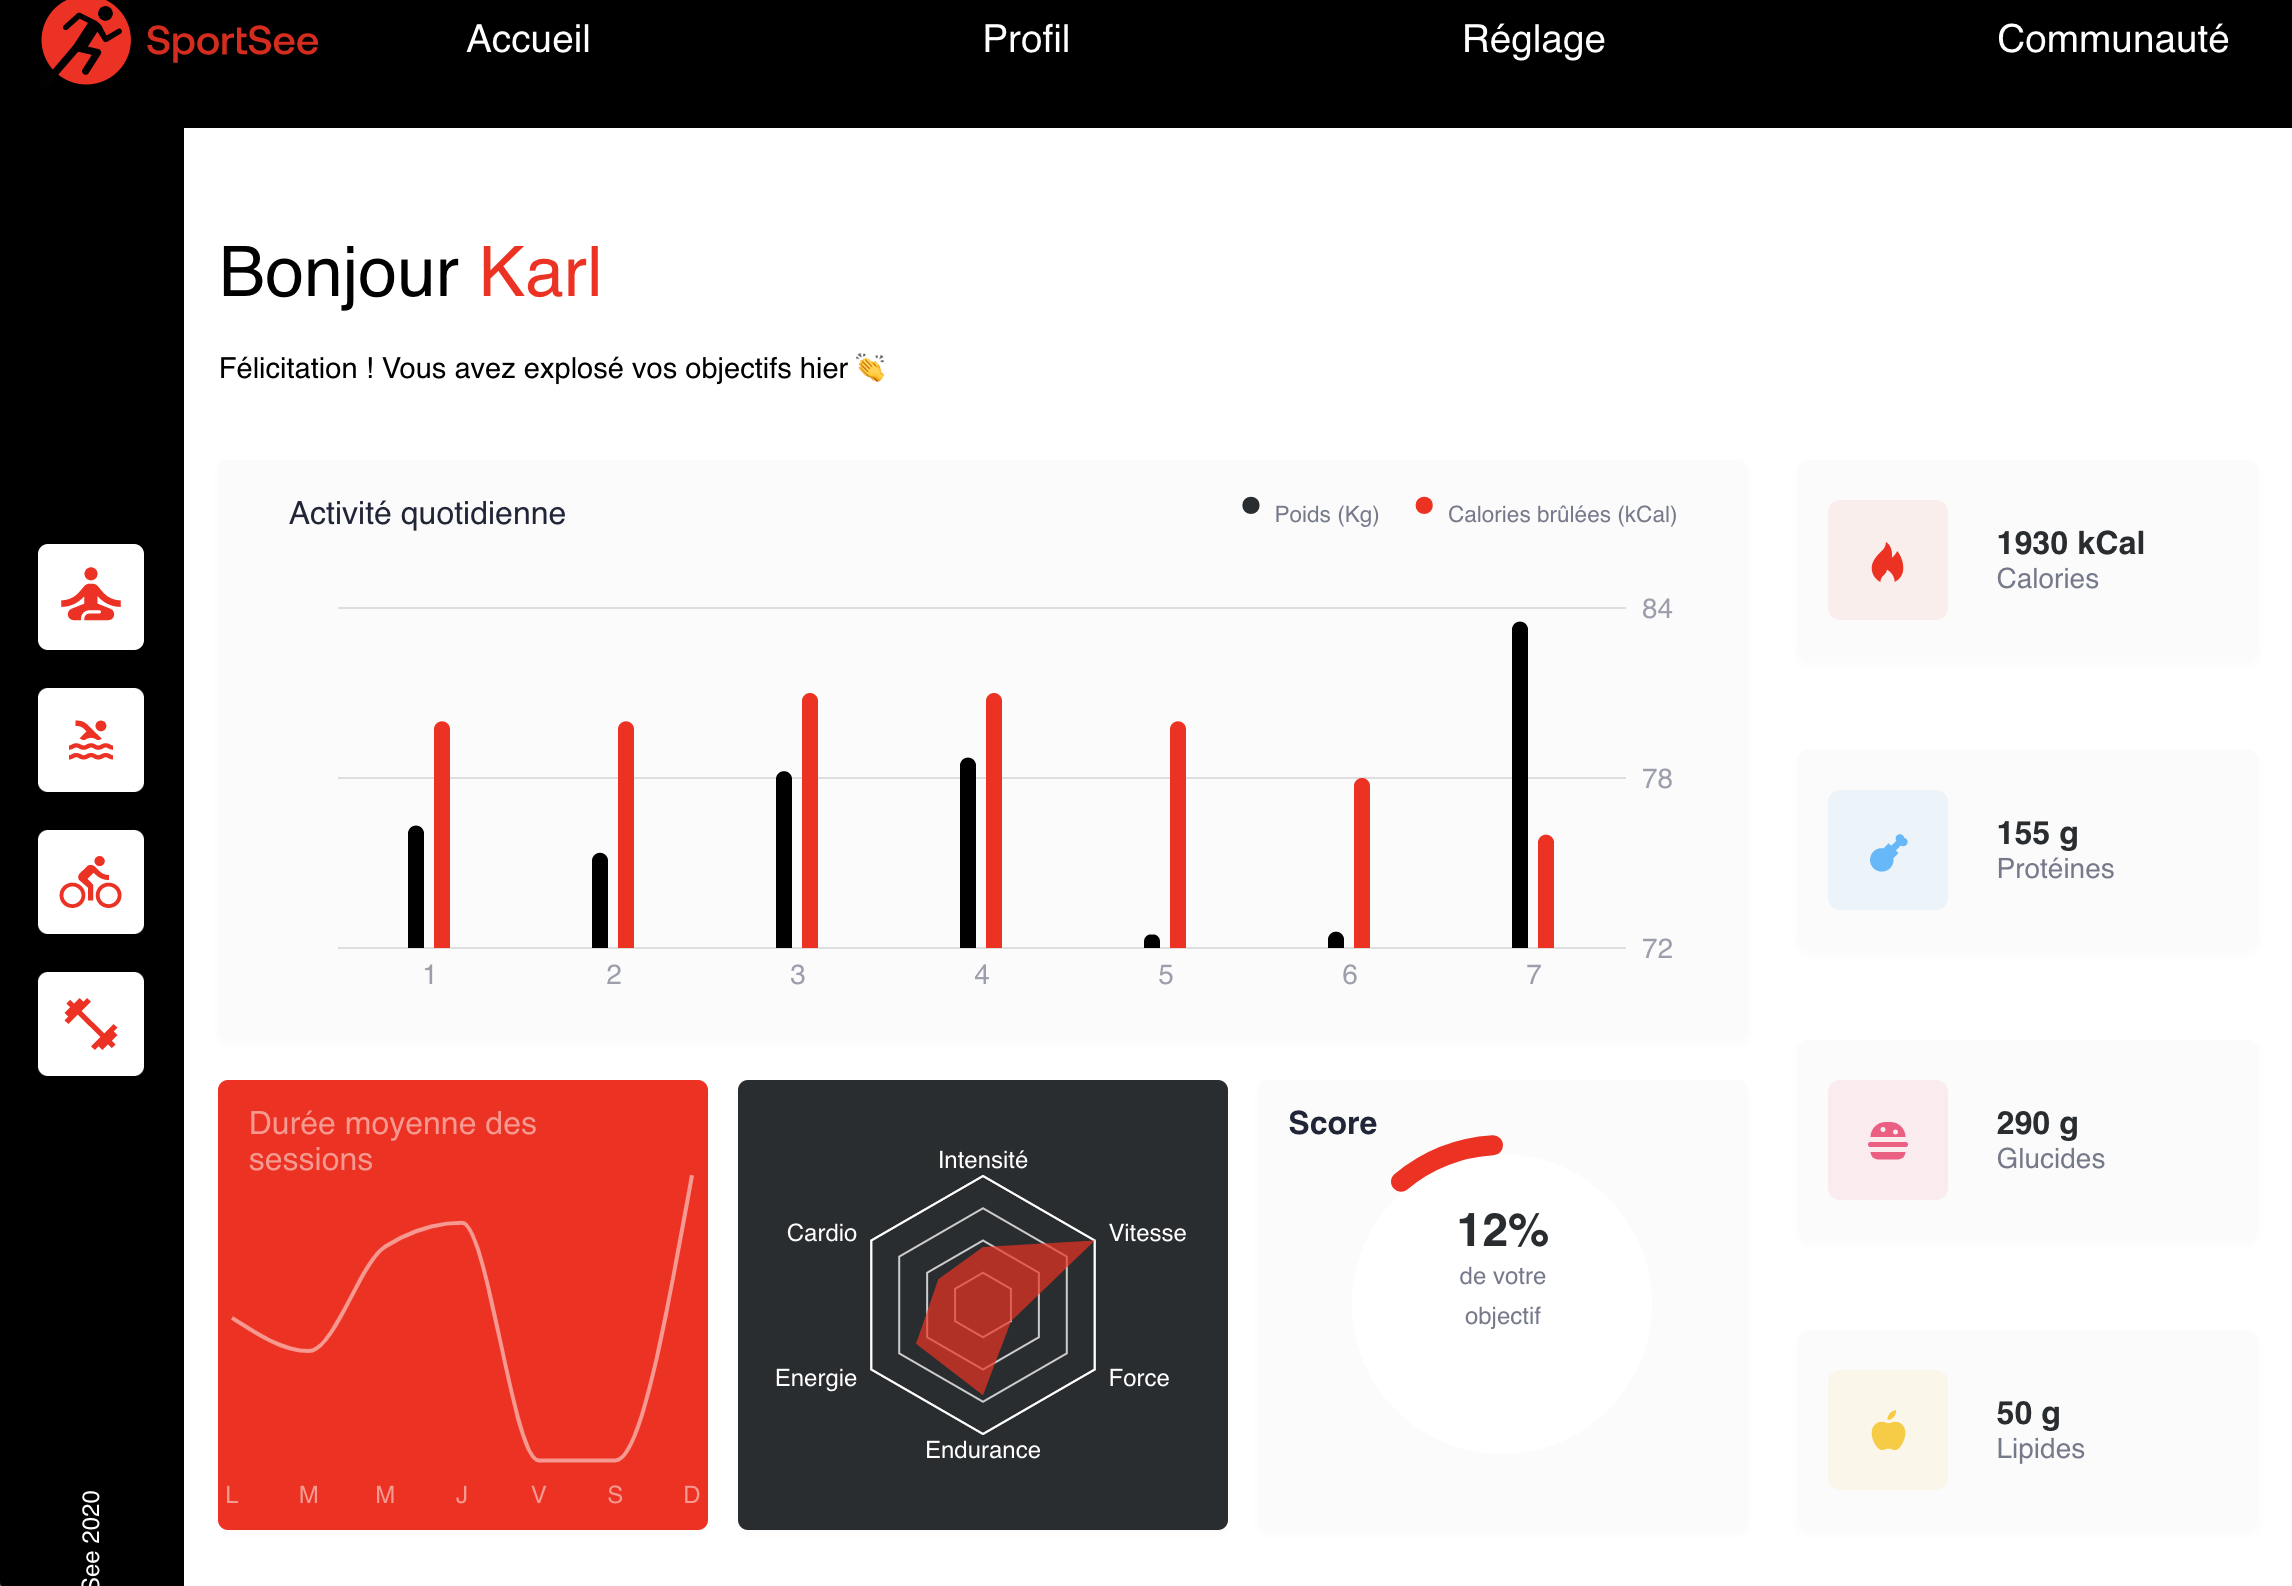 SportSee
Accueil
Profil
Réglage
Communauté
Bonjour Karl
Félicitation ! Vous avez explosé vos objectifs hier 👏
Activité quotidienne
Poids (Kg)
Calories brûlées (kCal)
84
78
72
1
2
3
4
5
6
7
1930 kCal
Calories
155 g
Protéines
290 g
Glucides
50 g
Lipides
Durée moyenne des
sessions
L
M
M
J
V
S
D
Intensité
Vitesse
Force
Endurance
Energie
Cardio
Score
12%
de votre
objectif
See 2020